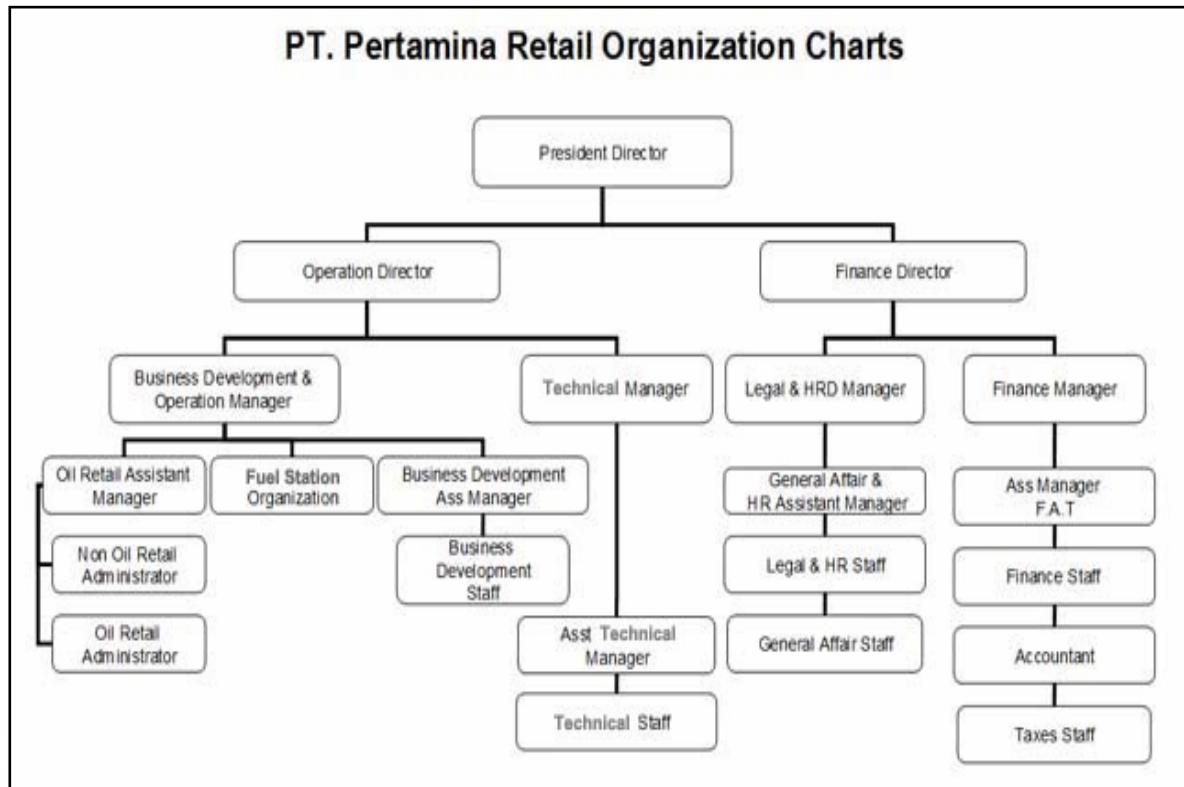 PT. Pertamina Retail Organization Charts
President Director
Operation Director
Finance Director
Business Development &
Operation Manager
Technical Manager
Legal & HRD Manager
Finance Manager
Oil Retail Assistant
Manager
Fuel Station
Organization
Business Development
Ass Manager
General Affair &
HR Assistant Manager
Ass Manager
F.A.T
Non Oil Retail
Administrator
Business
Development
Staff
Legal & HR Staff
Finance Staff
Oil Retail
Administrator
Asst Technical
Manager
General Affair Staff
Accountant
Technical Staff
Taxes Staff